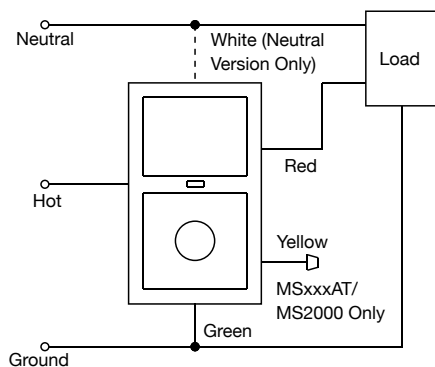 Neutral
White (Neutral
Version Only)
Load
Red
Hot
Yellow
MSxxxAT/
MS2000 Only
Green
Ground